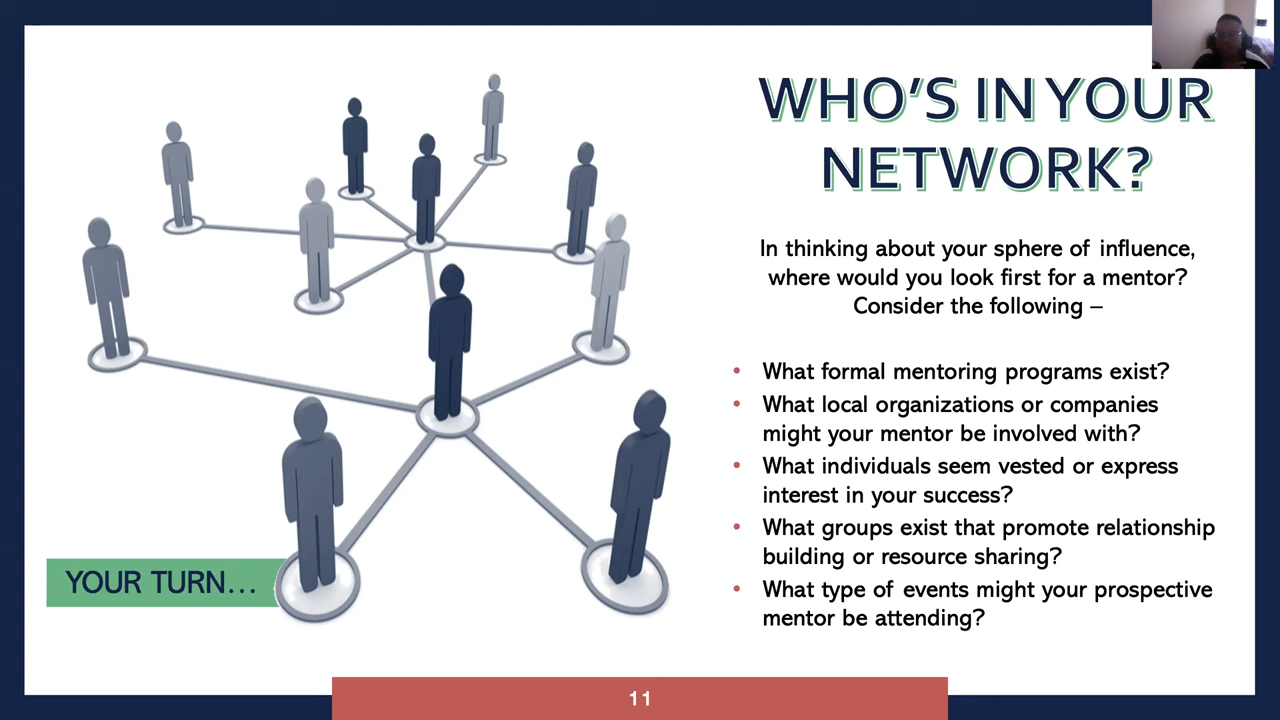 WHO'S IN YOUR
NETWORK?
In thinking about your sphere of influence,
where would you look first for a mentor?
Consider the following –
• What formal mentoring programs exist?
• What local organizations or companies
might your mentor be involved with?
• What individuals seem vested or express
interest in your success?
• What groups exist that promote relationship
building or resource sharing?
• What type of events might your prospective
mentor be attending?
YOUR TURN...
11